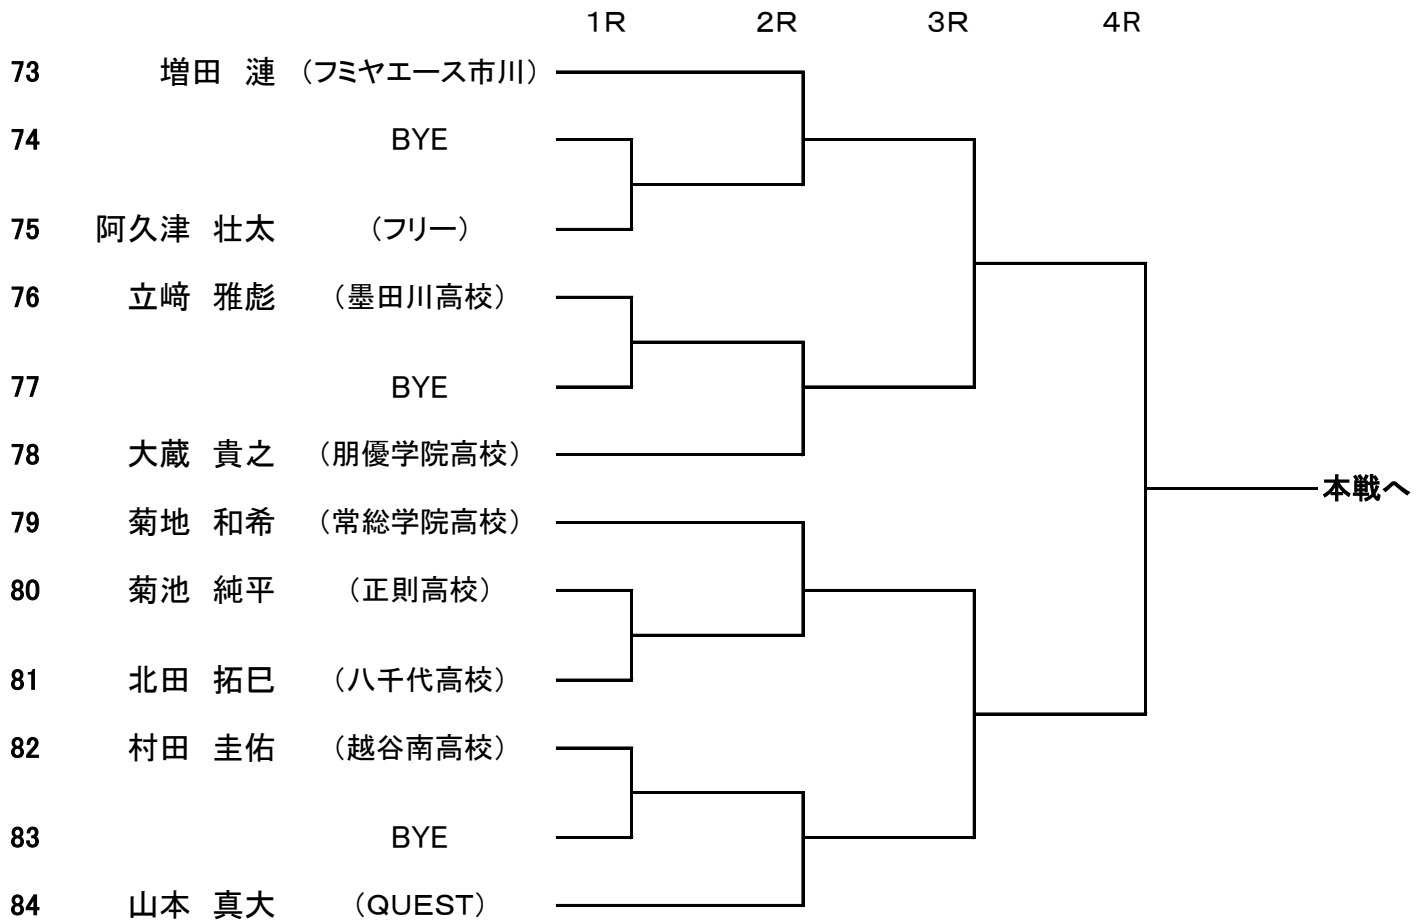 1R 2R 3R 4R
73 増田 漣 (フミヤエース市川)
74 BYE
75 阿久津 壮太 (フリー)
76 立﨑 雅彪 (墨田川高校)
77 BYE
78 大蔵 貴之 (朋優学院高校)
本戦へ
79 菊地 和希 (常総学院高校)
80 菊池 純平 (正則高校)
81 北田 拓巳 (八千代高校)
82 村田 圭佑 (越谷南高校)
83 BYE
84 山本 真大 (QUEST)